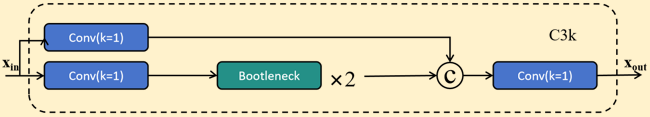 Conv(k=1)
C3k
x_in
Conv(k=1)
Bootleneck
×2
C
Conv(k=1)
x_out